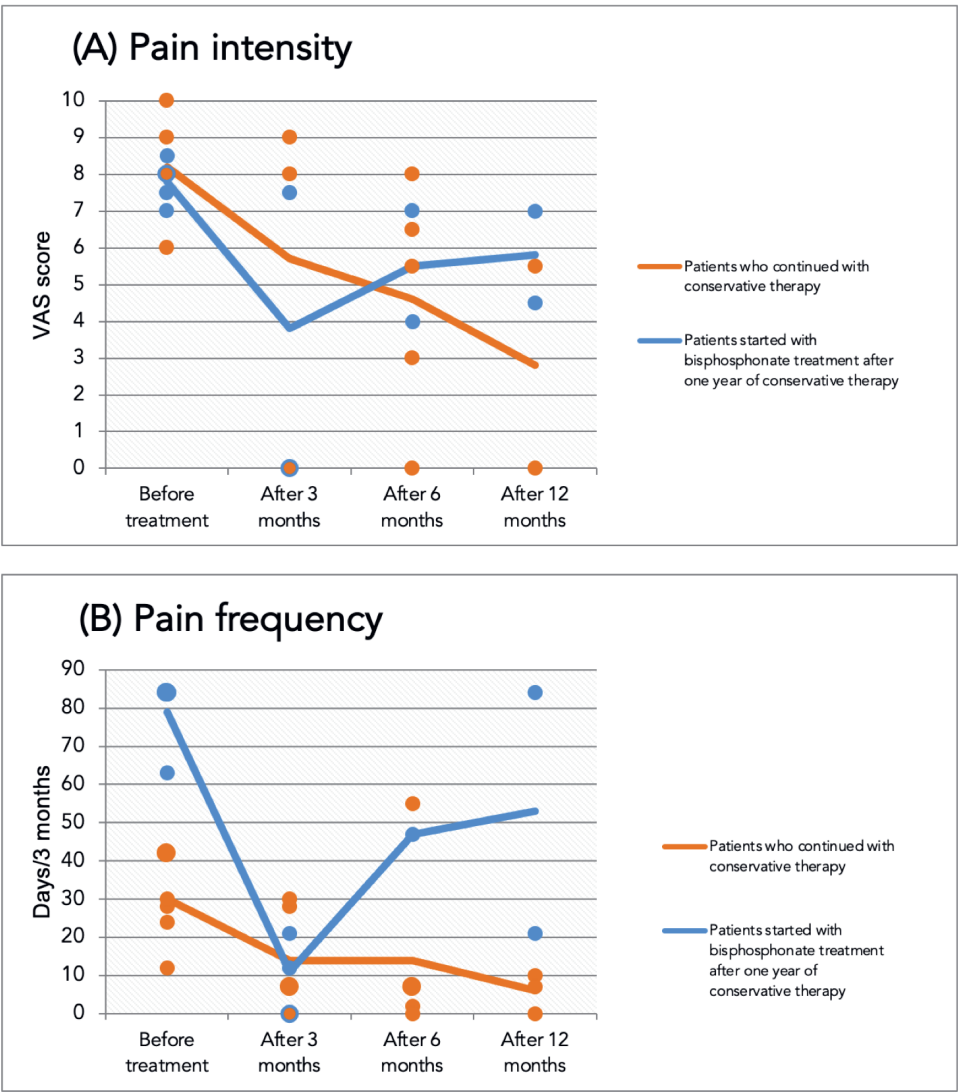 (A) Pain intensity
VAS score
10
9
8
7
6
5
4
3
2
1
0
Before
treatment
After 3
months
After 6
months
After 12
months
Patients who continued with
conservative therapy
Patients started with
bisphosphonate treatment after
one year of conservative therapy
(B) Pain frequency
Days/3 months
90
80
70
60
50
40
30
20
10
0
Before
treatment
After 3
months
After 6
months
After 12
months
Patients who continued with
conservative therapy
Patients started with
bisphosphonate treatment
after one year of
conservative therapy